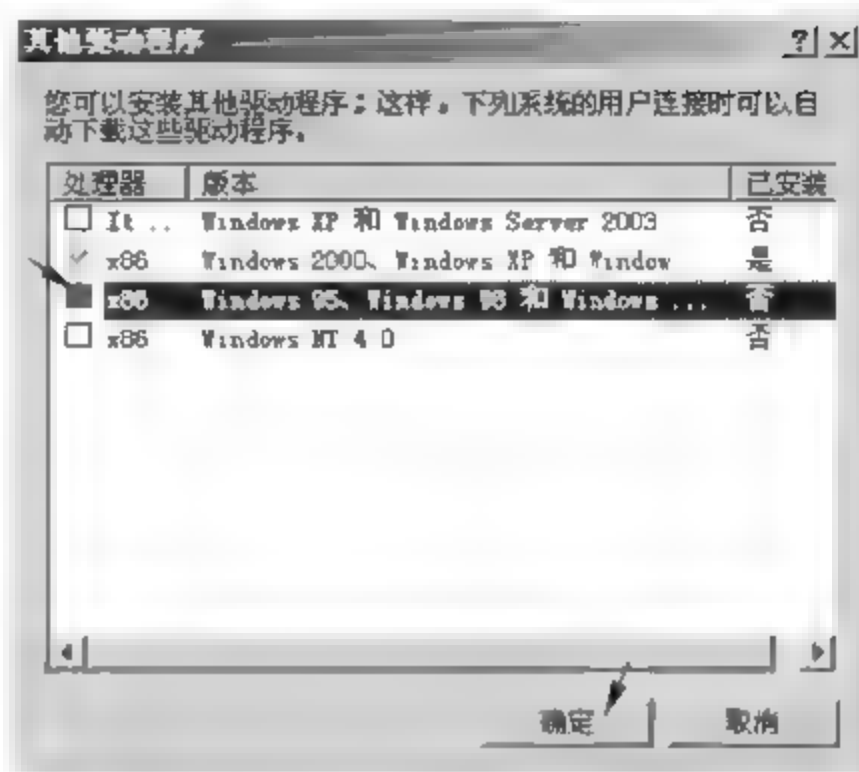 其他驱动程序
您可以安装其他驱动程序；这样，下列系统的用户连接时可以自
动下载这些驱动程序。
处理器 版本 已安装
It .. Windows XP 和 Windows Server 2003 否
x86 Windows 2000、Windows XP 和 Window 是
x86 Windows 95、Windows 98 和 Windows ... 否
x86 Windows NT 4 0 否
确定 取消